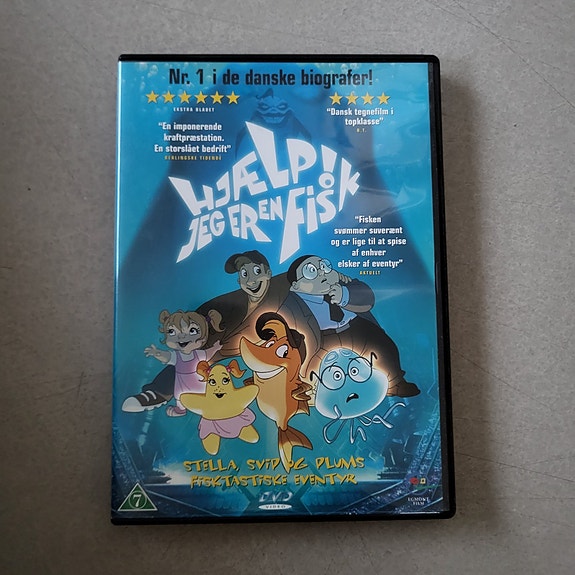 Nr. 1 i de danske biografer!
EKSTRA BLADET
"En imponerende
kraftpræstation.
En storslået bedrift"
BERLINGSKE TIDENDE
"Dansk tegnefilm i
topklasse"
B.T.
HJÆLP!
JEG ER EN FISK
"Fisken
svømmer suverænt
og er lige til at spise
af enhver
elsker af eventyr"
AKTUELT
STELLA, SVIP OG PLUMS
FISKTASTISKE EVENTYR
7
DVD
VIDEO
EGMONT
FILM